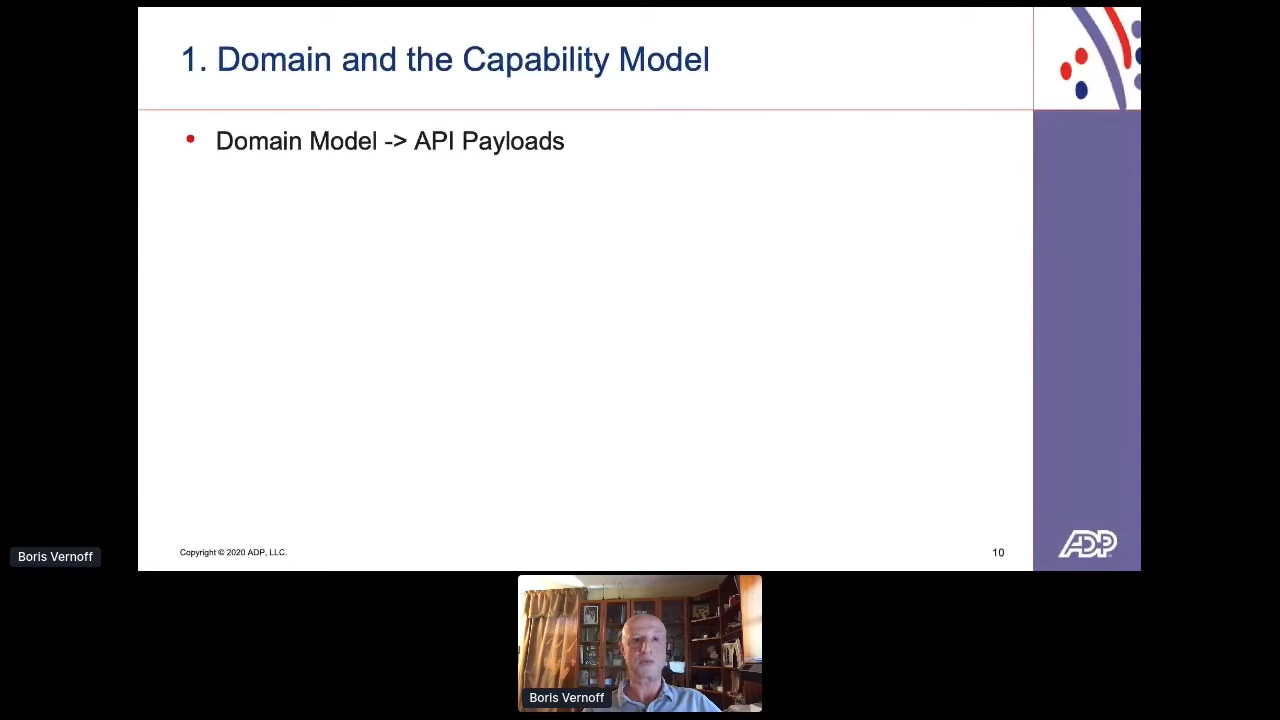 1. Domain and the Capability Model
• Domain Model -> API Payloads
Copyright © 2020 ADP, LLC.
10
ADP
Boris Vernoff
Boris Vernoff